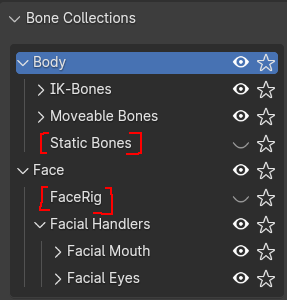 Bone Collections
Body
IK-Bones
Moveable Bones
Static Bones
Face
FaceRig
Facial Handlers
Facial Mouth
Facial Eyes